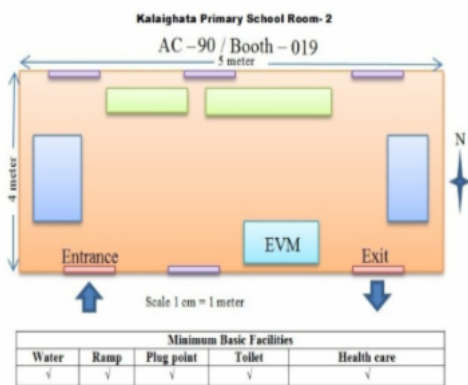 Kalaighata Primary School Room- 2
AC –90 / Booth – 019
5 meter
4 meter
N
EVM
Entrance
Exit
Scale 1 cm = 1 meter
Minimum Basic Facilities
Water Ramp Plug point Toilet Health care
√ √ √ √ √